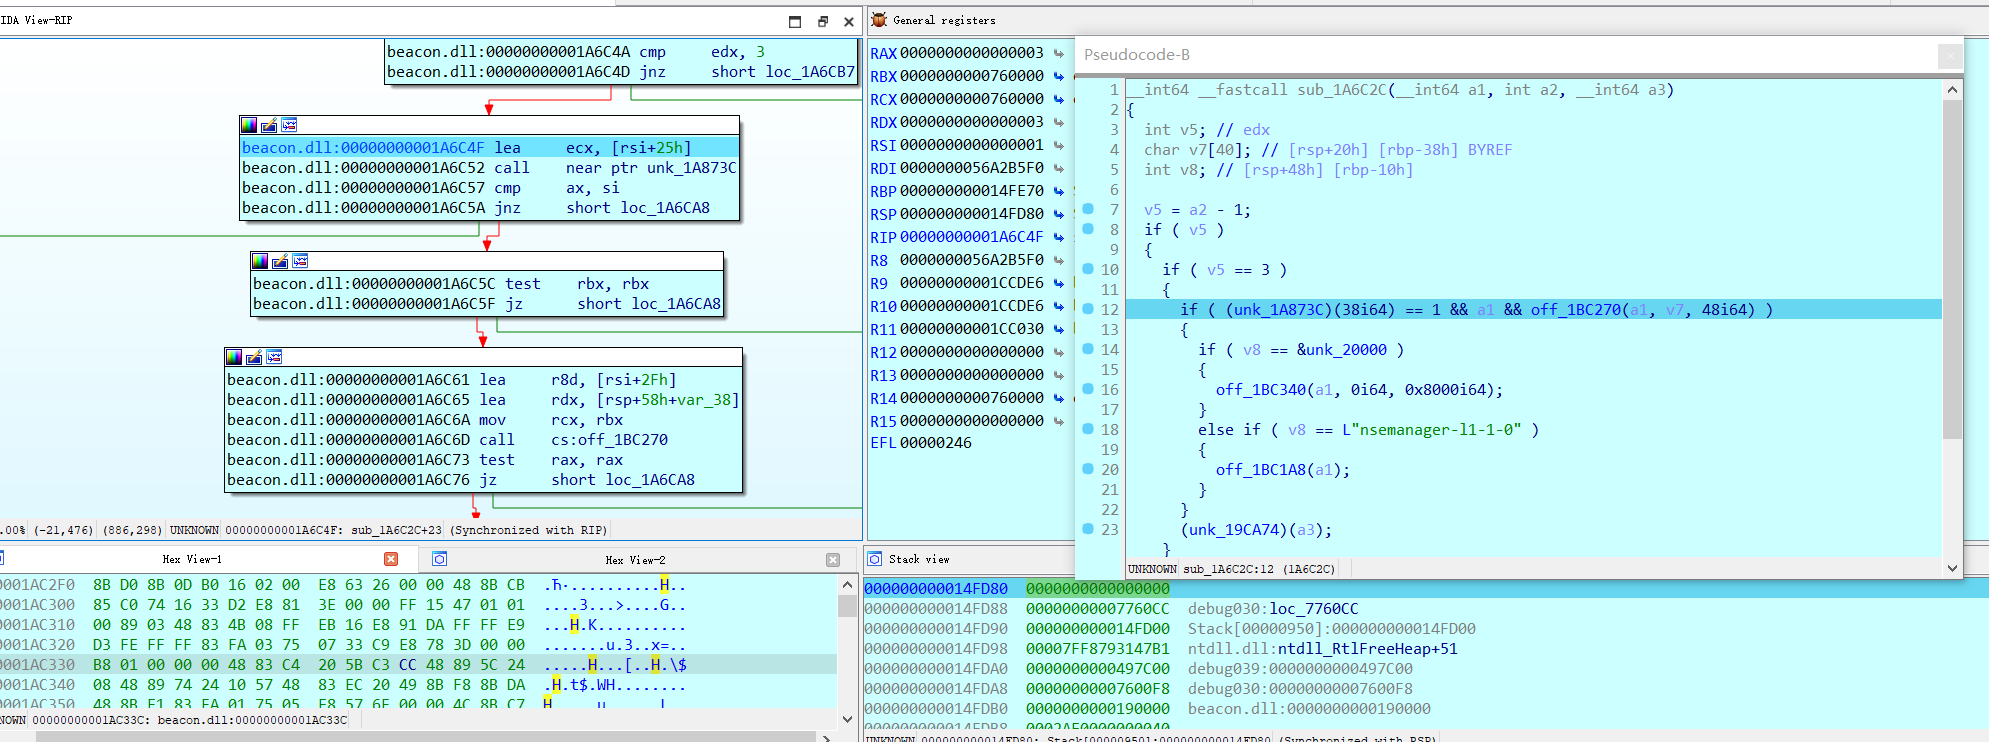 IDA View-RIP
beacon.dll:00000000001A6C4A cmp edx, 3
beacon.dll:00000000001A6C4D jnz short loc_1A6CB7
beacon.dll:00000000001A6C4F lea ecx, [rsi+25h]
beacon.dll:00000000001A6C52 call near ptr unk_1A873C
beacon.dll:00000000001A6C57 cmp ax, si
beacon.dll:00000000001A6C5A jnz short loc_1A6CA8
beacon.dll:00000000001A6C5C test rbx, rbx
beacon.dll:00000000001A6C5F jz short loc_1A6CA8
beacon.dll:00000000001A6C61 lea r8d, [rsi+2Fh]
beacon.dll:00000000001A6C65 lea rdx, [rsp+58h+var_38]
beacon.dll:00000000001A6C6A mov rcx, rbx
beacon.dll:00000000001A6C6D call cs:off_1BC270
beacon.dll:00000000001A6C73 test rax, rax
beacon.dll:00000000001A6C76 jz short loc_1A6CA8
.00% (-21,476) (886,298) UNKNOWN 00000000001A6C4F: sub_1A6C2C+23 (Synchronized with RIP)
General registers
RAX 0000000000000003
RBX 0000000000760000
RCX 0000000000760000
RDX 0000000000000003
RSI 0000000000000001
RDI 0000000056A2B5F0
RBP 000000000014FE70
RSP 000000000014FD80
RIP 00000000001A6C4F
R8 0000000056A2B5F0
R9 00000000001CCDE6
R10 00000000001CCDE6
R11 00000000001CC030
R12 0000000000000000
R13 0000000000000000
R14 0000000000760000
R15 0000000000000000
EFL 00000246
Pseudocode-B
1 __int64 __fastcall sub_1A6C2C(__int64 a1, int a2, __int64 a3)
2 {
3 int v5; // edx
4 char v7[40]; // [rsp+20h] [rbp-38h] BYREF
5 int v8; // [rsp+48h] [rbp-10h]
6
7 v5 = a2 - 1;
8 if ( v5 )
9 {
10 if ( v5 == 3 )
11 {
12 if ( (unk_1A873C)(38i64) == 1 && a1 && off_1BC270(a1, v7, 48i64) )
13 {
14 if ( v8 == &unk_20000 )
15 {
16 off_1BC340(a1, 0i64, 0x8000i64);
17 }
18 else if ( v8 == L"nsemanager-l1-1-0" )
19 {
20 off_1BC1A8(a1);
21 }
22 }
23 (unk_19CA74)(a3);
}
UNKNOWN sub_1A6C2C:12 (1A6C2C)
Hex View-1
Hex View-2
0001AC2F0 8B D0 8B 0D B0 16 02 00 E8 63 26 00 00 48 8B CB .Ћ·..........H..
0001AC300 85 C0 74 16 33 D2 E8 81 3E 00 00 FF 15 47 01 01 ....3...>....G..
0001AC310 00 89 03 48 83 4B 08 FF EB 16 E8 91 DA FF FF E9 ...H.K..........
0001AC320 D3 FE FF FF 83 FA 03 75 07 33 C9 E8 78 3D 00 00 .......u.3..x=..
0001AC330 B8 01 00 00 00 48 83 C4 20 5B C3 CC 48 89 5C 24 .....H...[..H.\$
0001AC340 08 48 89 74 24 10 57 48 83 EC 20 49 8B F8 8B DA .H.t$.WH........
0001AC350 48 8B F1 83 FA 01 75 05 E8 57 6E 00 00 4C 8B C7
NOWN 00000000001AC33C: beacon.dll:00000000001AC33C
Stack view
000000000014FD80 0000000000000000
000000000014FD88 00000000007760CC debug030:loc_7760CC
000000000014FD90 000000000014FD00 Stack[00000950]:000000000014FD00
000000000014FD98 00007FF8793147B1 ntdll.dll:ntdll_RtlFreeHeap+51
000000000014FDA0 0000000000497C00 debug039:0000000000497C00
000000000014FDA8 00000000007600F8 debug030:00000000007600F8
000000000014FDB0 0000000000190000 beacon.dll:0000000000190000
000000000014FDB8 0002AF0000000040
UNKNOWN 000000000014FD80: Stack[00000950]:000000000014FD80 (Synchronized with RSP)